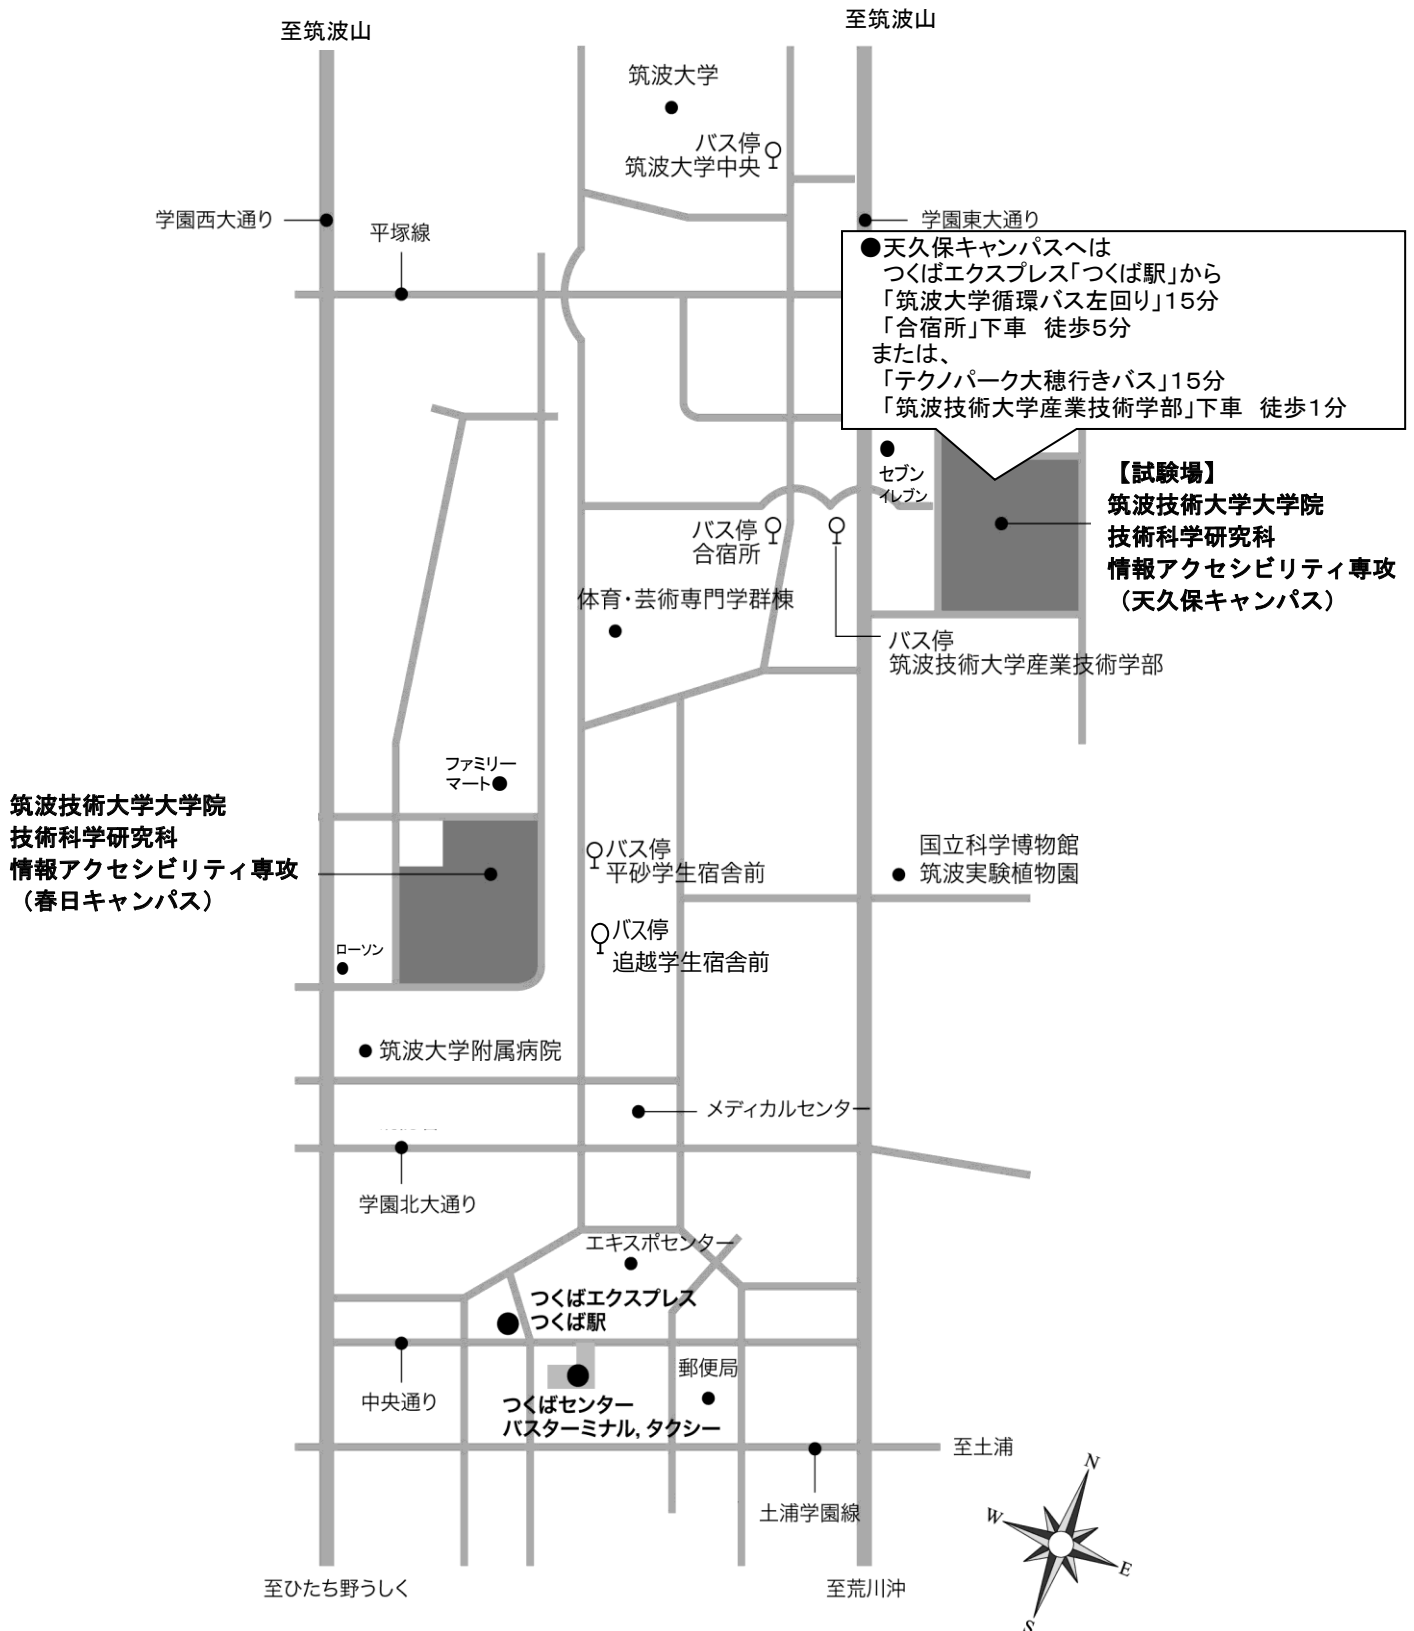 至筑波山
至筑波山
筑波大学
バス停
筑波大学中央
学園西大通り
学園東大通り
平塚線
●天久保キャンパスへは
つくばエクスプレス「つくば駅」から
「筑波大学循環バス左回り」15分
「合宿所」下車　徒歩5分
または、
「テクノパーク大穂行きバス」15分
「筑波技術大学産業技術学部」下車　徒歩1分
セブン
イレブン
【試験場】
筑波技術大学大学院
技術科学研究科
情報アクセシビリティ専攻
（天久保キャンパス）
バス停
合宿所
体育・芸術専門学群棟
バス停
筑波技術大学産業技術学部
ファミリー
マート
筑波技術大学大学院
技術科学研究科
情報アクセシビリティ専攻
（春日キャンパス）
バス停
平砂学生宿舎前
国立科学博物館
筑波実験植物園
バス停
追越学生宿舎前
ローソン
筑波大学附属病院
メディカルセンター
学園北大通り
エキスポセンター
つくばエクスプレス
つくば駅
郵便局
中央通り
つくばセンター
バスターミナル, タクシー
至土浦
土浦学園線
N
W
E
S
至ひたち野うしく
至荒川沖